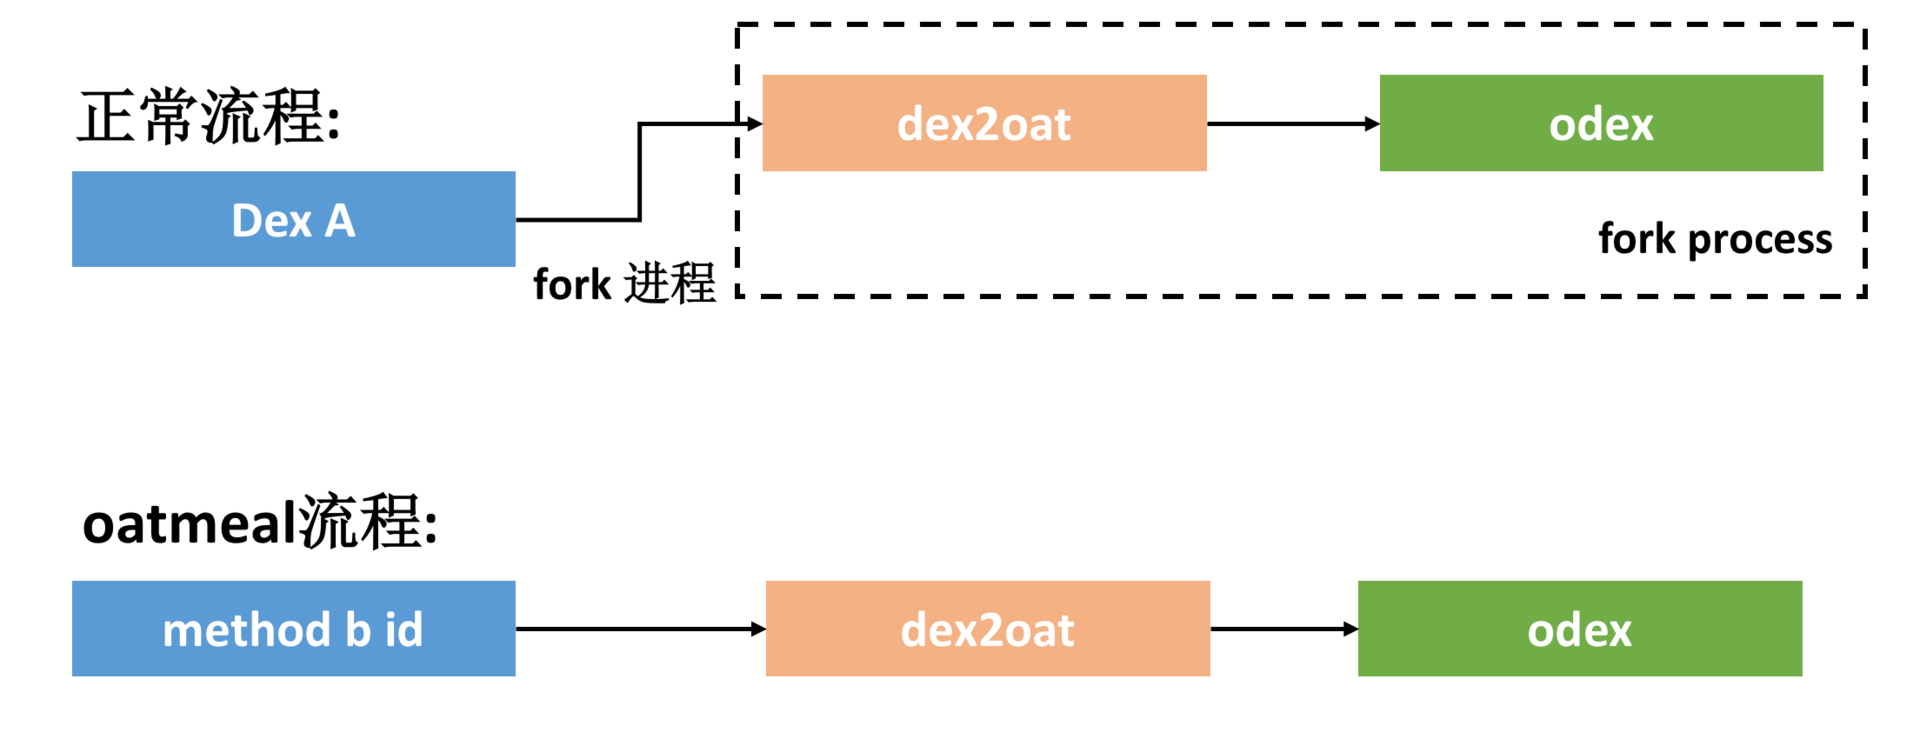 正常流程:
Dex A
fork 进程
dex2oat
odex
fork process
oatmeal流程:
method b id
dex2oat
odex